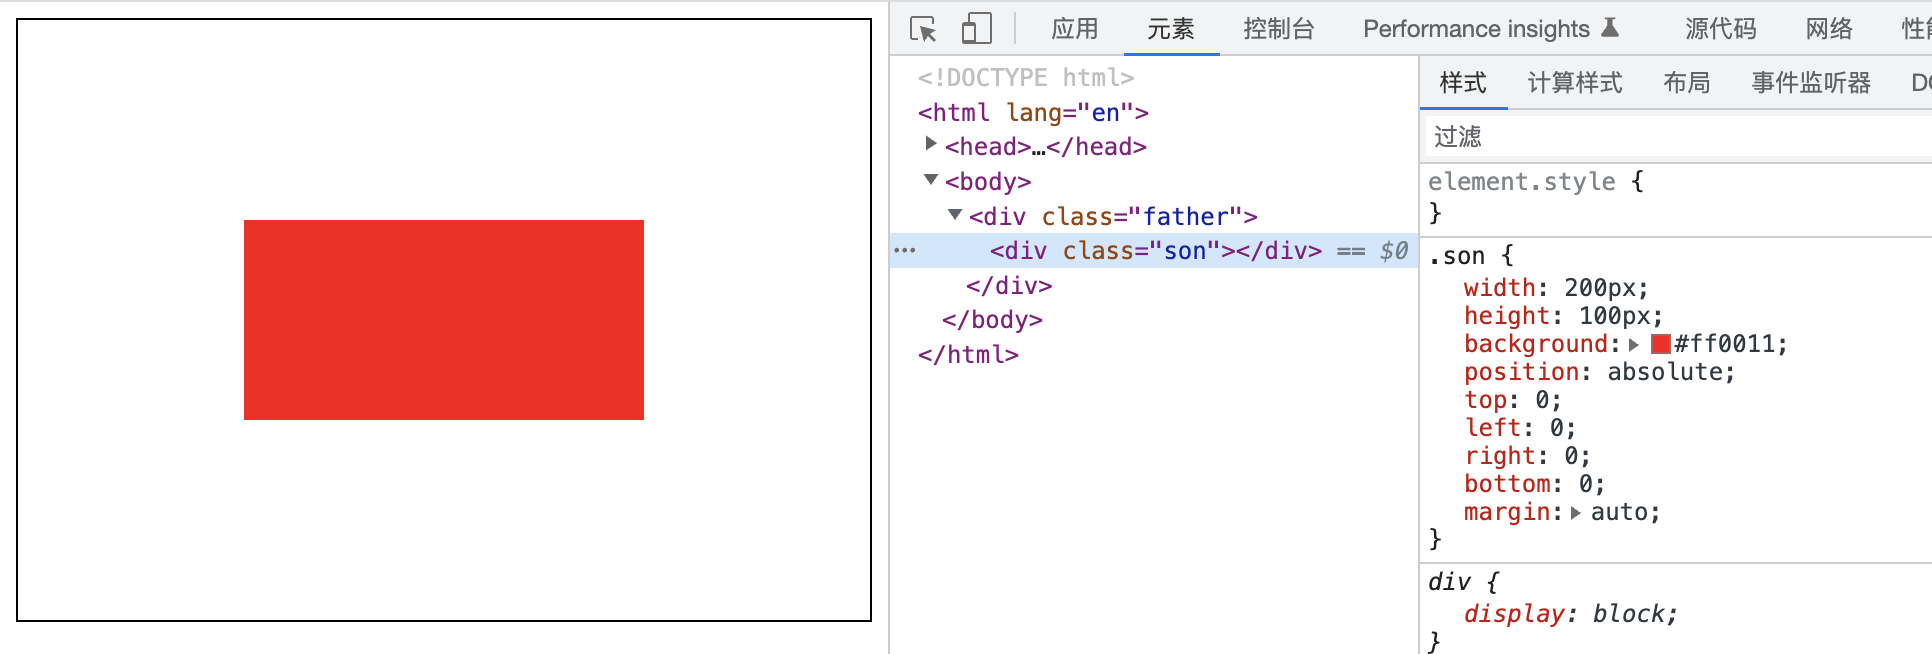 应用 元素 控制台 Performance insights 源代码 网络
<!DOCTYPE html>
<html lang="en">
<head>…</head>
<body>
<div class="father">
<div class="son"></div> == $0
</div>
</body>
</html>
样式 计算样式 布局 事件监听器
过滤
element.style {
}
.son {
width: 200px;
height: 100px;
background: #ff0011;
position: absolute;
top: 0;
left: 0;
right: 0;
bottom: 0;
margin: auto;
}
div {
display: block;
}